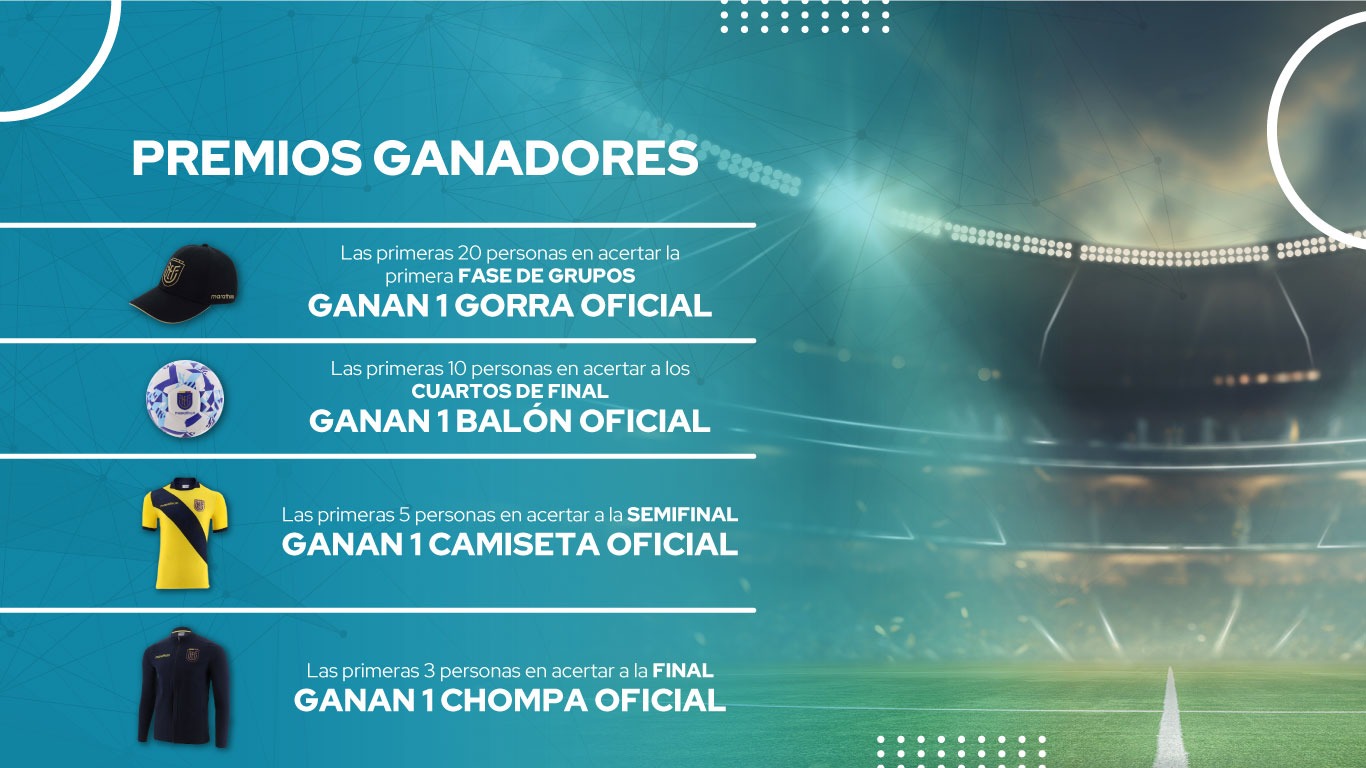 PREMIOS GANADORES
Las primeras 20 personas en acertar la
primera FASE DE GRUPOS
GANAN 1 GORRA OFICIAL
marathon
Las primeras 10 personas en acertar a los
CUARTOS DE FINAL
GANAN 1 BALÓN OFICIAL
marathon
Las primeras 5 personas en acertar a la SEMIFINAL
GANAN 1 CAMISETA OFICIAL
Las primeras 3 personas en acertar a la FINAL
GANAN 1 CHOMPA OFICIAL